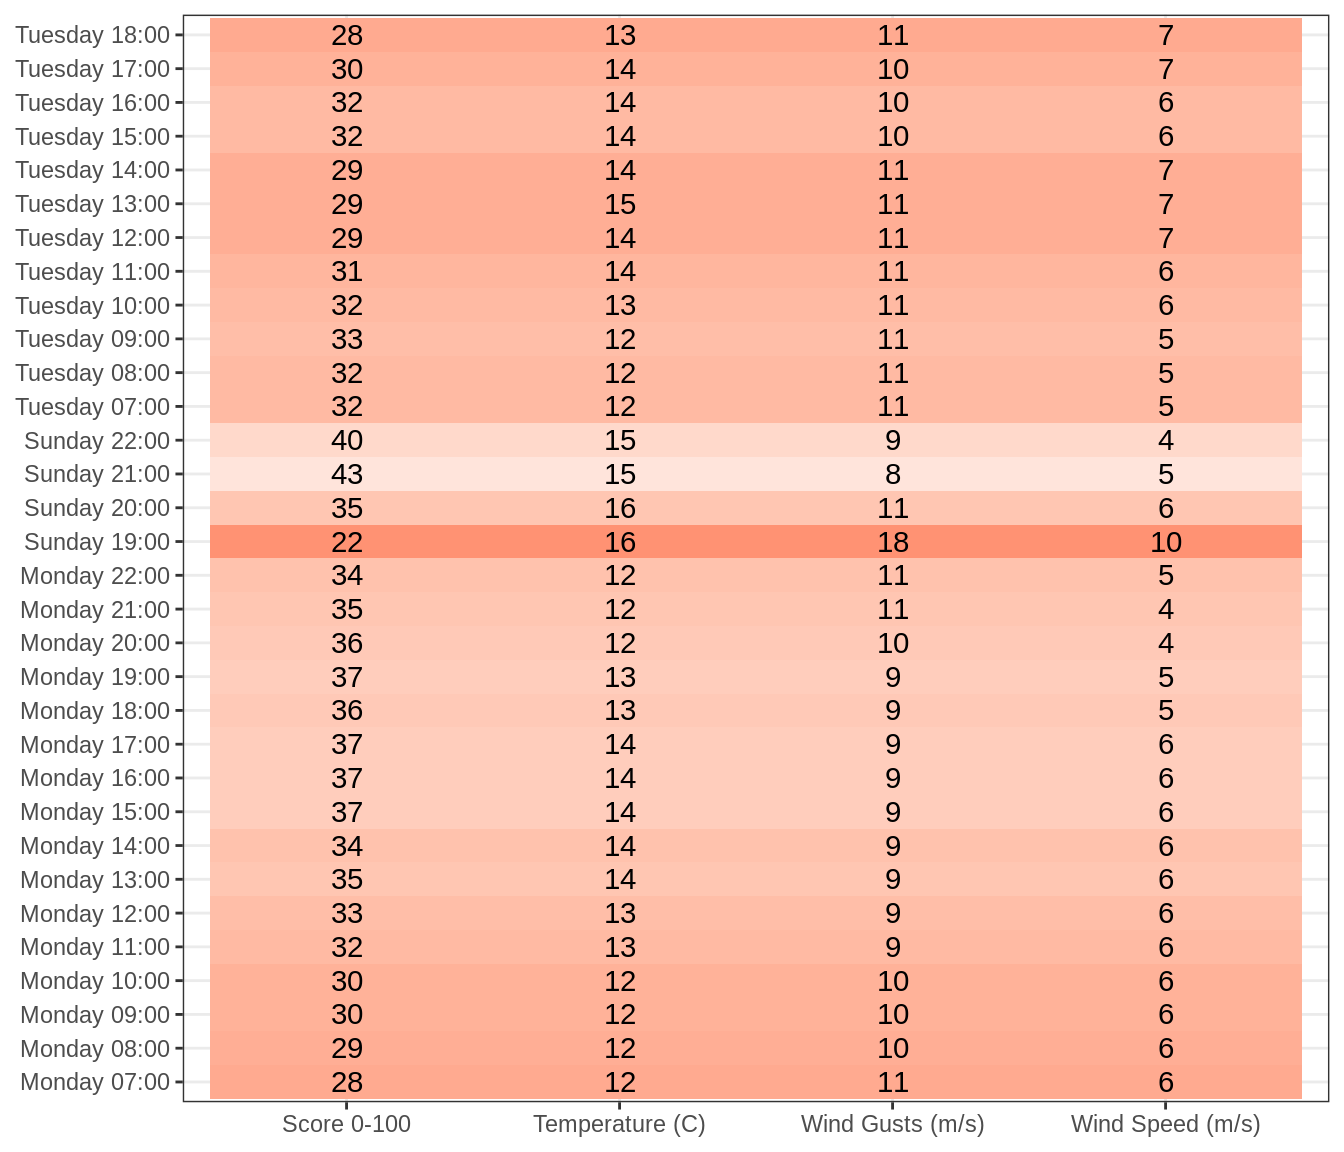 Tuesday 18:00 28 13 11 7
Tuesday 17:00 30 14 10 7
Tuesday 16:00 32 14 10 6
Tuesday 15:00 32 14 10 6
Tuesday 14:00 29 14 11 7
Tuesday 13:00 29 15 11 7
Tuesday 12:00 29 14 11 7
Tuesday 11:00 31 14 11 6
Tuesday 10:00 32 13 11 6
Tuesday 09:00 33 12 11 5
Tuesday 08:00 32 12 11 5
Tuesday 07:00 32 12 11 5
Sunday 22:00 40 15 9 4
Sunday 21:00 43 15 8 5
Sunday 20:00 35 16 11 6
Sunday 19:00 22 16 18 10
Monday 22:00 34 12 11 5
Monday 21:00 35 12 11 4
Monday 20:00 36 12 10 4
Monday 19:00 37 13 9 5
Monday 18:00 36 13 9 5
Monday 17:00 37 14 9 6
Monday 16:00 37 14 9 6
Monday 15:00 37 14 9 6
Monday 14:00 34 14 9 6
Monday 13:00 35 14 9 6
Monday 12:00 33 13 9 6
Monday 11:00 32 13 9 6
Monday 10:00 30 12 10 6
Monday 09:00 30 12 10 6
Monday 08:00 29 12 10 6
Monday 07:00 28 12 11 6
Score 0-100 Temperature (C) Wind Gusts (m/s) Wind Speed (m/s)